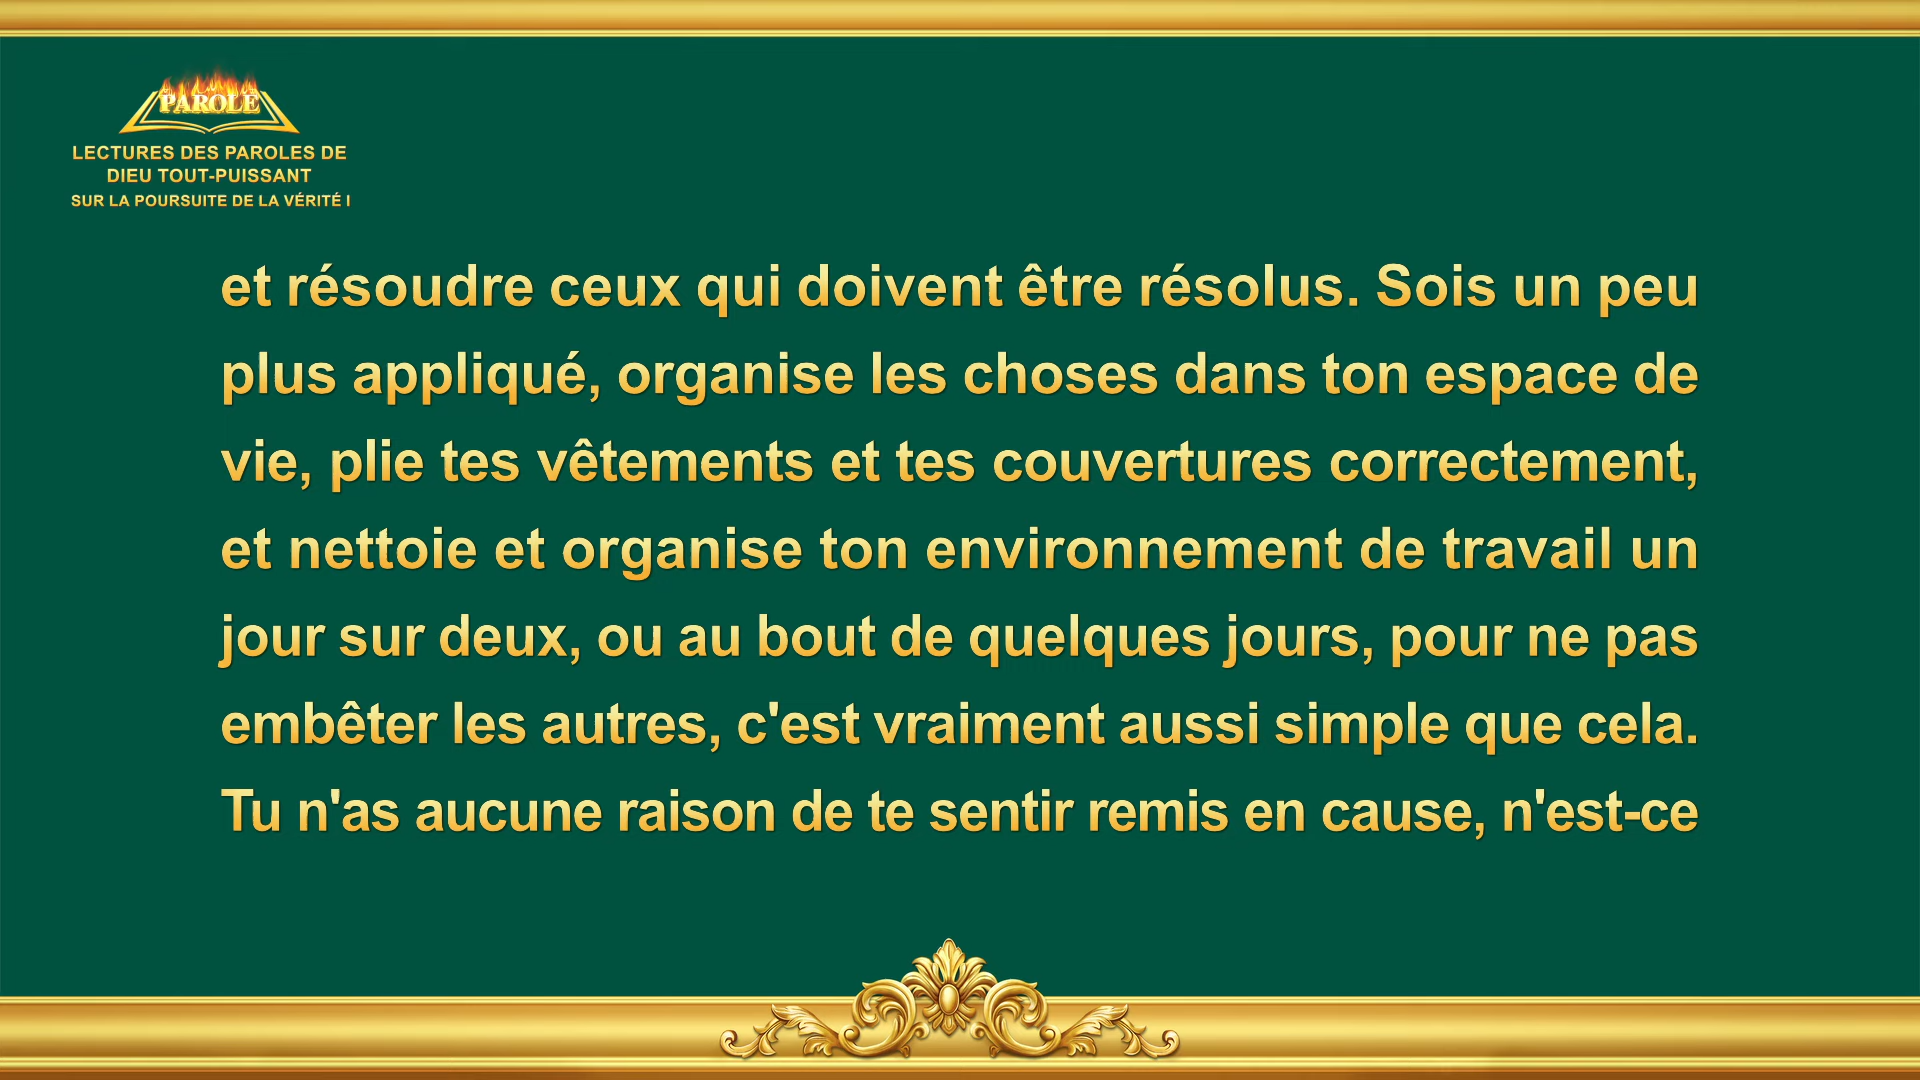 PAROLE
LECTURES DES PAROLES DE
DIEU TOUT-PUISSANT
SUR LA POURSUITE DE LA VÉRITÉ I
et résoudre ceux qui doivent être résolus. Sois un peu
plus appliqué, organise les choses dans ton espace de
vie, plie tes vêtements et tes couvertures correctement,
et nettoie et organise ton environnement de travail un
jour sur deux, ou au bout de quelques jours, pour ne pas
embêter les autres, c'est vraiment aussi simple que cela.
Tu n'as aucune raison de te sentir remis en cause, n'est-ce